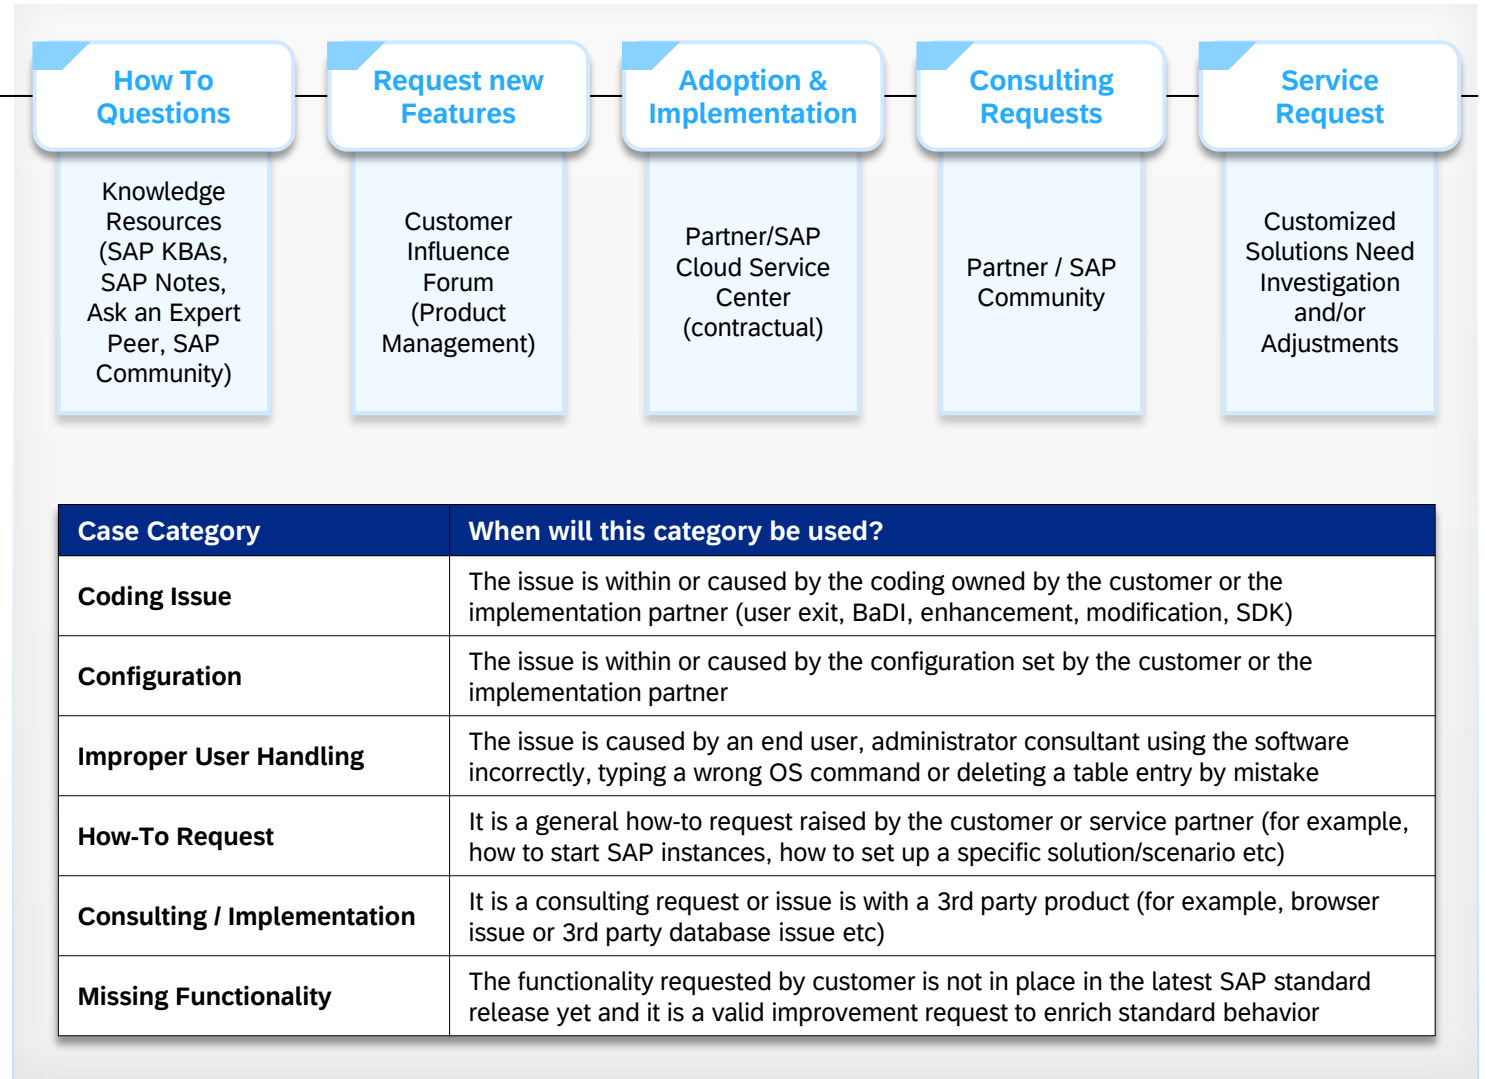 How To
Questions
Knowledge
Resources
(SAP KBAs,
SAP Notes,
Ask an Expert
Peer, SAP
Community)
Request new
Features
Customer
Influence
Forum
(Product
Management)
Adoption &
Implementation
Partner/SAP
Cloud Service
Center
(contractual)
Consulting
Requests
Partner / SAP
Community
Service
Request
Customized
Solutions Need
Investigation
and/or
Adjustments
Case Category
When will this category be used?
Coding Issue
The issue is within or caused by the coding owned by the customer or the
implementation partner (user exit, BaDI, enhancement, modification, SDK)
Configuration
The issue is within or caused by the configuration set by the customer or the
implementation partner
Improper User Handling
The issue is caused by an end user, administrator consultant using the software
incorrectly, typing a wrong OS command or deleting a table entry by mistake
How-To Request
It is a general how-to request raised by the customer or service partner (for example,
how to start SAP instances, how to set up a specific solution/scenario etc)
Consulting / Implementation
It is a consulting request or issue is with a 3rd party product (for example, browser
issue or 3rd party database issue etc)
Missing Functionality
The functionality requested by customer is not in place in the latest SAP standard
release yet and it is a valid improvement request to enrich standard behavior